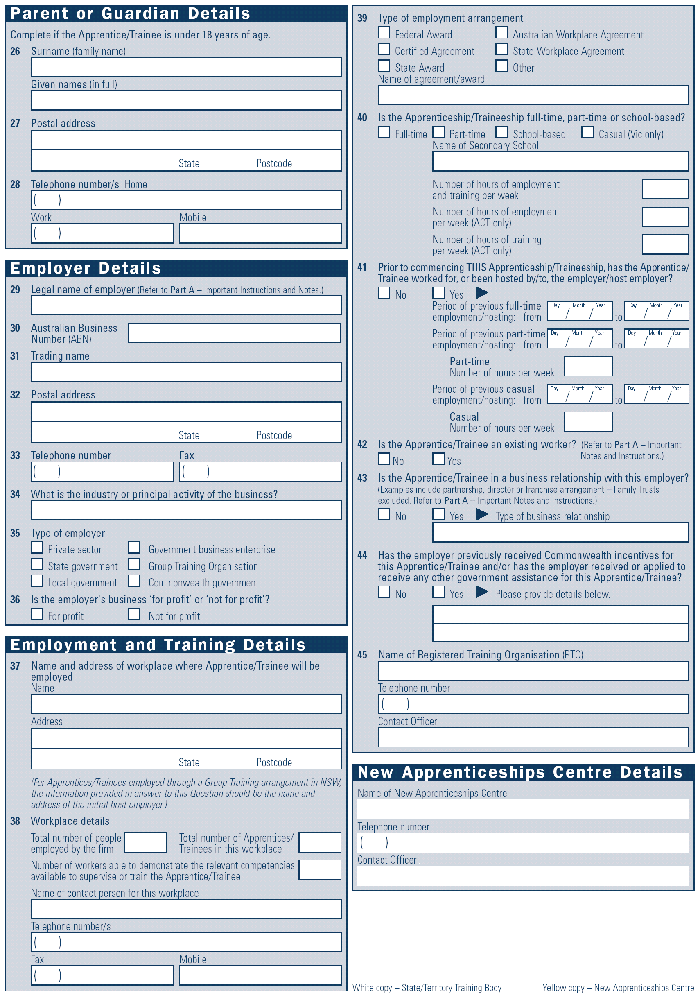 Parent or Guardian Details
Complete if the Apprentice/Trainee is under 18 years of age.
26 Surname (family name)
Given names (in full)
27 Postal address
State Postcode
28 Telephone number/s Home
( )
Work Mobile
( )
Employer Details
29 Legal name of employer (Refer to Part A – Important Instructions and Notes.)
30 Australian Business
Number (ABN)
31 Trading name
32 Postal address
State Postcode
33 Telephone number Fax
( ) ( )
34 What is the industry or principal activity of the business?
35 Type of employer
Private sector Government business enterprise
State government Group Training Organisation
Local government Commonwealth government
36 Is the employer's business ‘for profit’ or ‘not for profit’?
For profit Not for profit
Employment and Training Details
37 Name and address of workplace where Apprentice/Trainee will be
employed
Name
Address
State Postcode
(For Apprentices/Trainees employed through a Group Training arrangement in NSW,
the information provided in answer to this Question should be the name and
address of the initial host employer.)
38 Workplace details
Total number of people
employed by the firm
Total number of Apprentices/
Trainees in this workplace
Number of workers able to demonstrate the relevant competencies
available to supervise or train the Apprentice/Trainee
Name of contact person for this workplace
Telephone number/s
( )
Fax Mobile
( )
39 Type of employment arrangement
Federal Award Australian Workplace Agreement
Certified Agreement State Workplace Agreement
State Award Other
Name of agreement/award
40 Is the Apprenticeship/Traineeship full-time, part-time or school-based?
Full-time Part-time School-based Casual (Vic only)
Name of Secondary School
Number of hours of employment
and training per week
Number of hours of employment
per week (ACT only)
Number of hours of training
per week (ACT only)
41 Prior to commencing THIS Apprenticeship/Traineeship, has the Apprentice/
Trainee worked for, or been hosted by/to, the employer/host employer?
No Yes
Period of previous full-time Day Month Year Day Month Year
employment/hosting: from / / to / /
Period of previous part-time Day Month Year Day Month Year
employment/hosting: from / / to / /
Part-time
Number of hours per week
Period of previous casual Day Month Year Day Month Year
employment/hosting: from / / to / /
Casual
Number of hours per week
42 Is the Apprentice/Trainee an existing worker? (Refer to Part A – Important
Notes and Instructions.)
No Yes
43 Is the Apprentice/Trainee in a business relationship with this employer?
(Examples include partnership, director or franchise arrangement – Family Trusts
excluded. Refer to Part A – Important Notes and Instructions.)
No Yes Type of business relationship
44 Has the employer previously received Commonwealth incentives for
this Apprentice/Trainee and/or has the employer received or applied to
receive any other government assistance for this Apprentice/Trainee?
No Yes Please provide details below.
45 Name of Registered Training Organisation (RTO)
Telephone number
( )
Contact Officer
New Apprenticeships Centre Details
Name of New Apprenticeships Centre
Telephone number
( )
Contact Officer
White copy – State/Territory Training Body Yellow copy – New Apprenticeships Centre